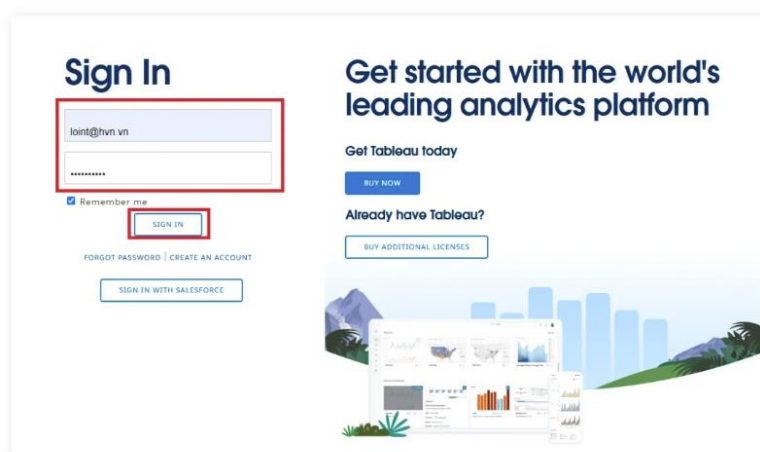 Sign In
loint@hvn.vn
••••••••••
Remember me
SIGN IN
FORGOT PASSWORD | CREATE AN ACCOUNT
SIGN IN WITH SALESFORCE
Get started with the world's
leading analytics platform
Get Tableau today
BUY NOW
Already have Tableau?
BUY ADDITIONAL LICENSES